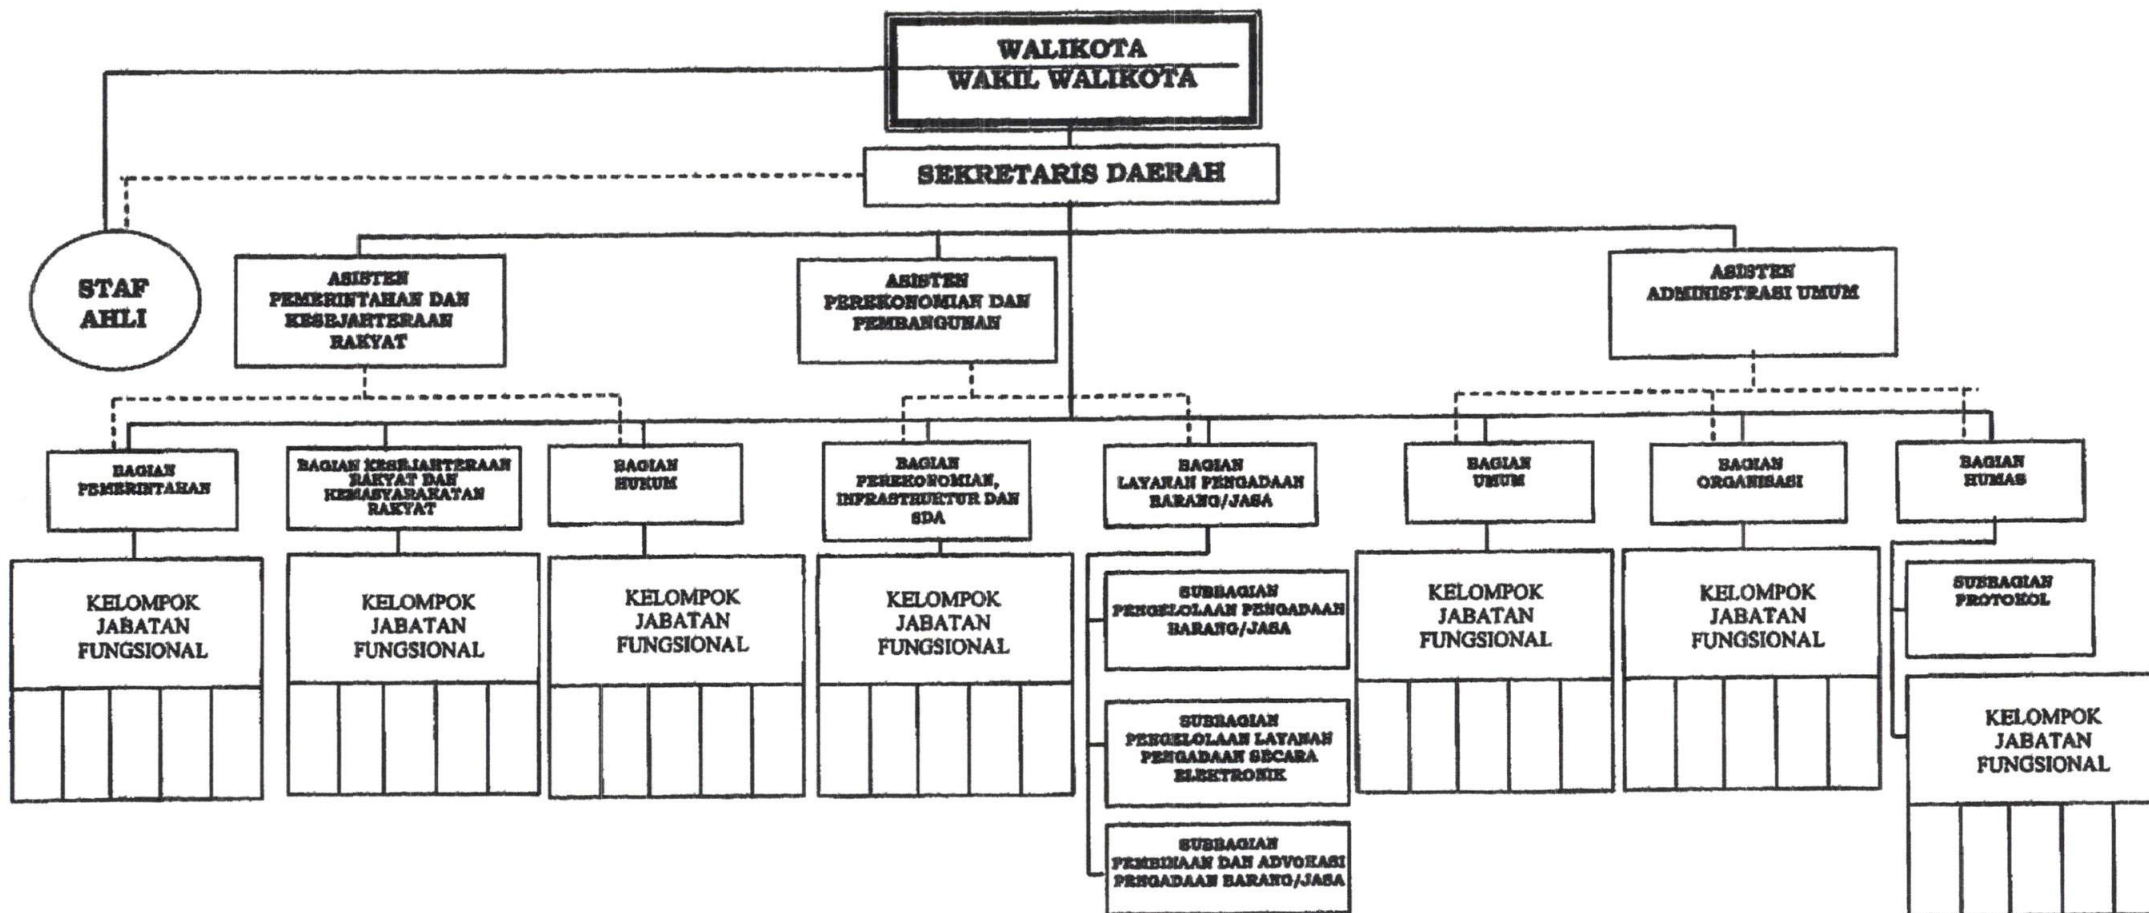 WALIKOTA
WAKIL WALIKOTA
SEKRETARIS DAERAH
STAF
AHLI
ASISTEN
PEMERINTAHAN DAN
KESEJAHTERAAN
RAKYAT
ASISTEN
PEREKONOMIAN DAN
PEMBANGUNAN
ASISTEN
ADMINISTRASI UMUM
BAGIAN
PEMERINTAHAN
BAGIAN KESEJAHTERAAN
RAKYAT DAN
KEMASYARAKATAN
RAKYAT
BAGIAN
HUKUM
BAGIAN
PEREKONOMIAN,
INFRASTRUKTUR DAN
SDA
BAGIAN
LAYANAN PENGADAAN
BARANG/JASA
BAGIAN
UMUM
BAGIAN
ORGANISASI
BAGIAN
HUMAS
KELOMPOK
JABATAN
FUNGSIONAL
KELOMPOK
JABATAN
FUNGSIONAL
KELOMPOK
JABATAN
FUNGSIONAL
KELOMPOK
JABATAN
FUNGSIONAL
SUBBAGIAN
PENGELOLAAN PENGADAAN
BARANG/JASA
SUBBAGIAN
PENGELOLAAN LAYANAN
PENGADAAN SECARA
ELEKTRONIK
SUBBAGIAN
PEMBINAAN DAN ADVOKASI
PENGADAAN BARANG/JASA
KELOMPOK
JABATAN
FUNGSIONAL
KELOMPOK
JABATAN
FUNGSIONAL
SUBBAGIAN
PROTOKOL
KELOMPOK
JABATAN
FUNGSIONAL